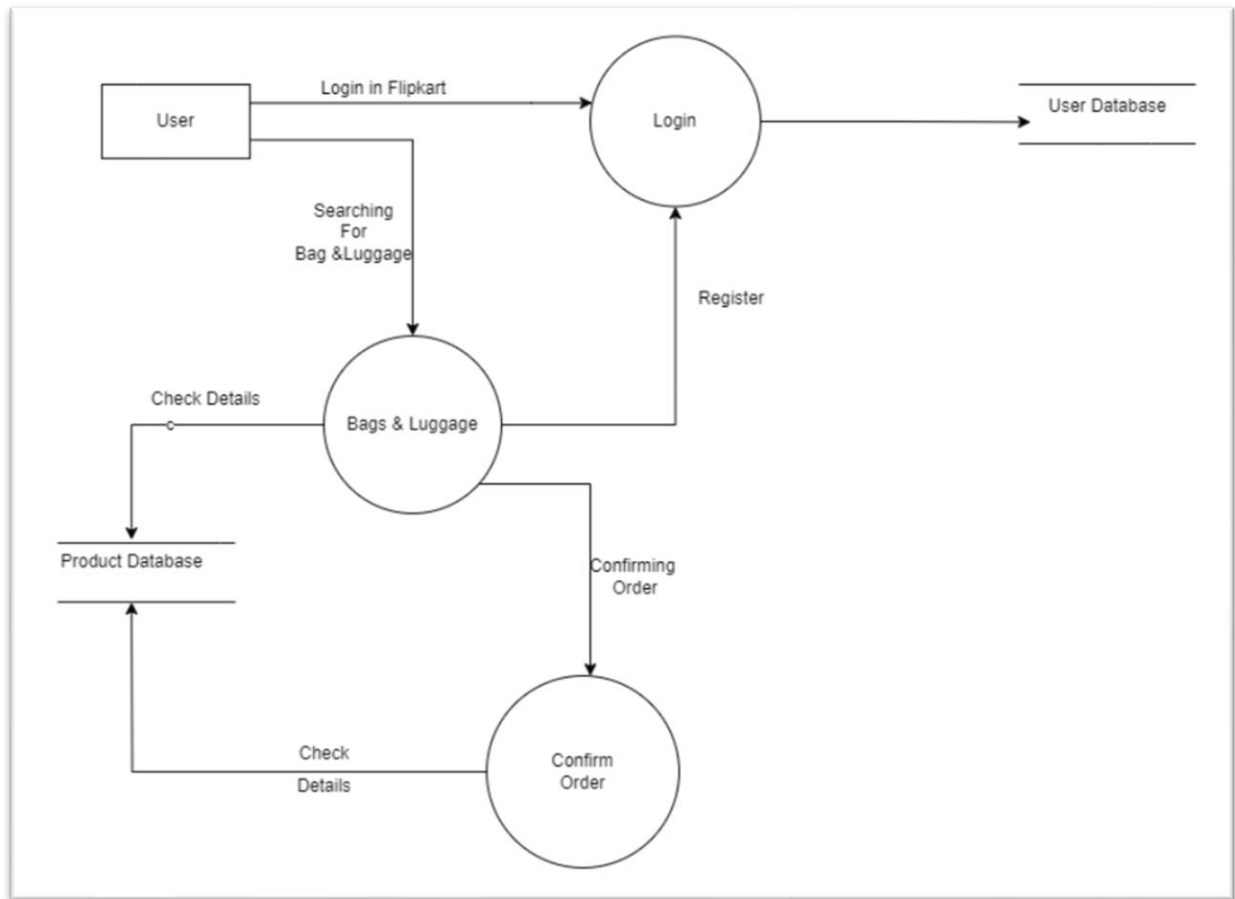 Login in Flipkart
User
Login
User Database
Searching
For
Bag &Luggage
Register
Check Details
Bags & Luggage
Product Database
Confirming
Order
Check
Details
Confirm
Order